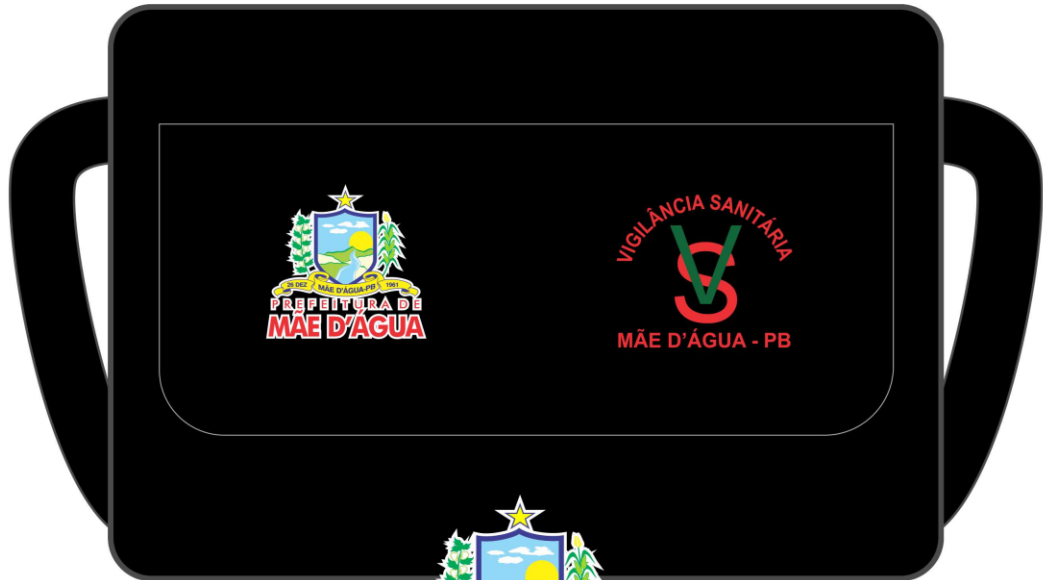 26 DEZ MÃE D'ÁGUA-PB 1961
PREFEITURA DE
MÃE D'ÁGUA
VIGILÂNCIA SANITÁRIA
VS
MÃE D'ÁGUA - PB